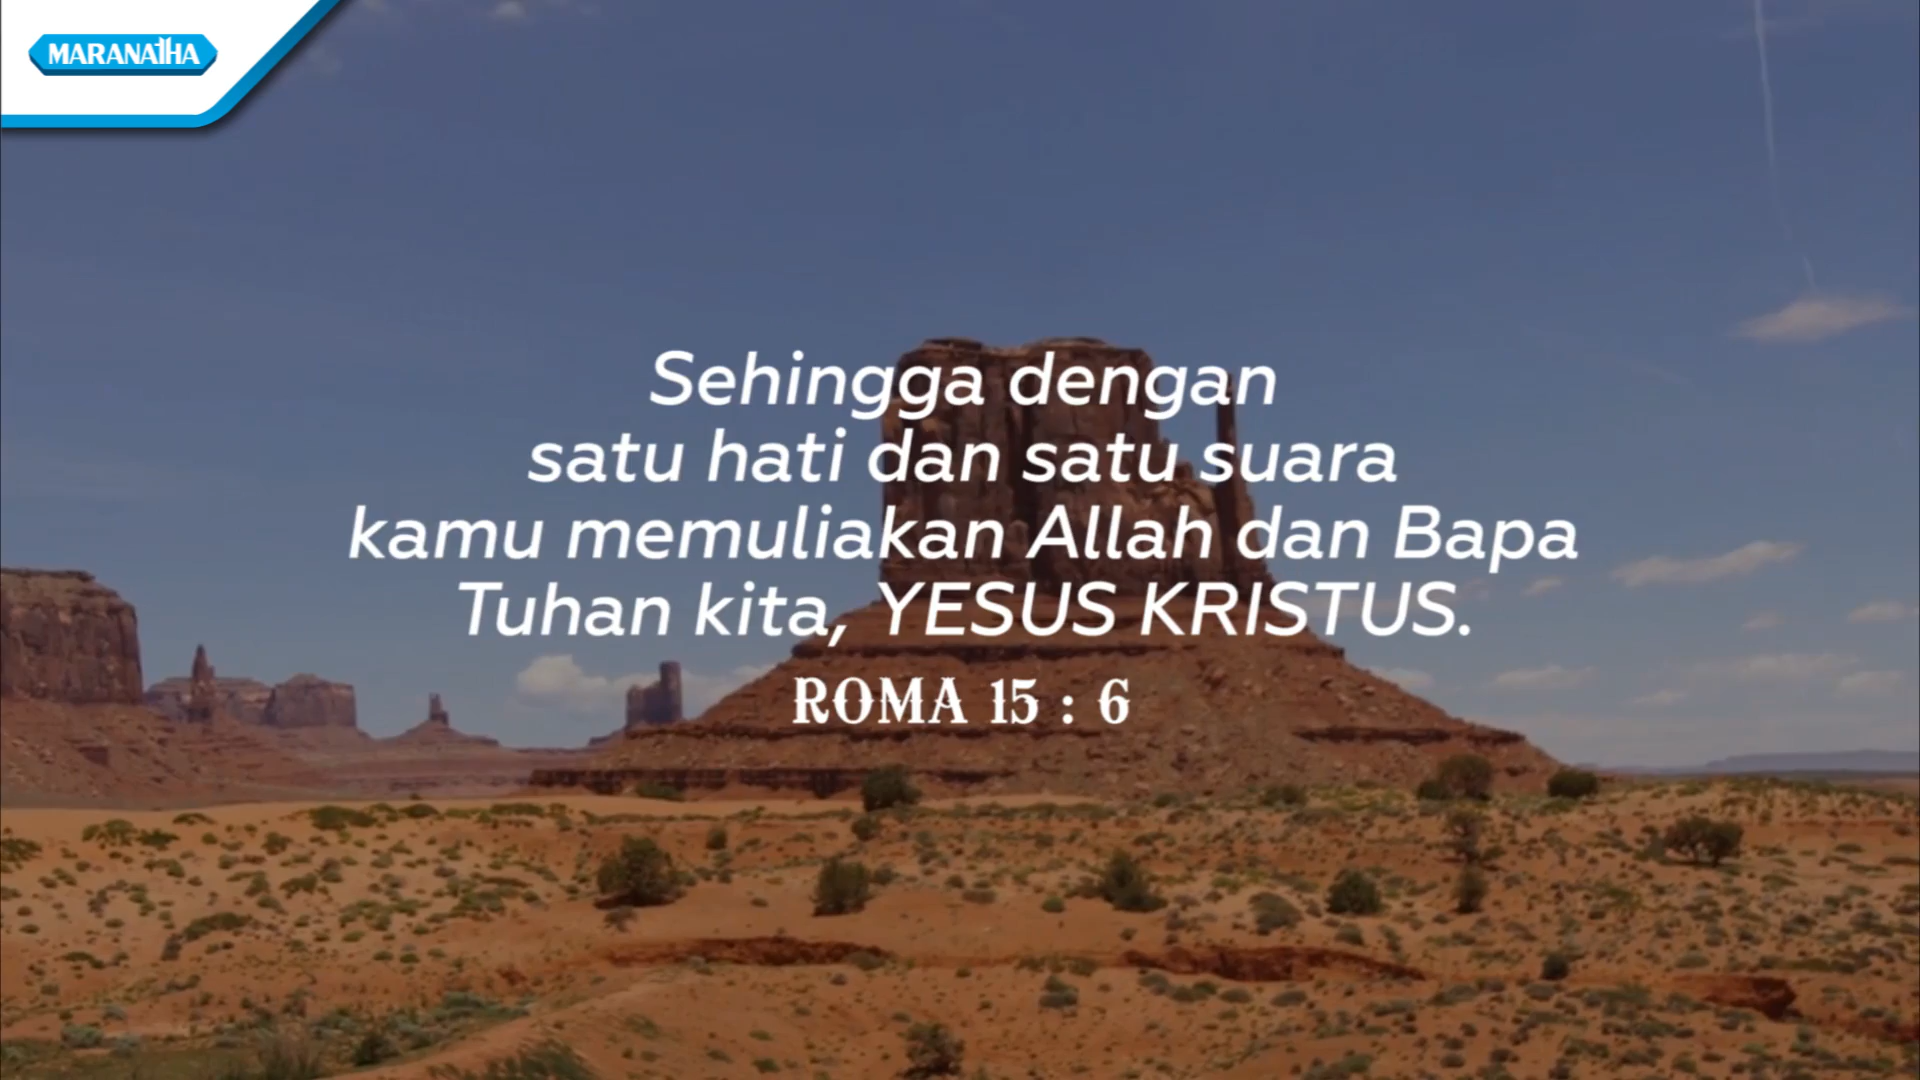 MARANATHA
Sehingga dengan
satu hati dan satu suara
kamu memuliakan Allah dan Bapa
Tuhan kita, YESUS KRISTUS.
ROMA 15 : 6